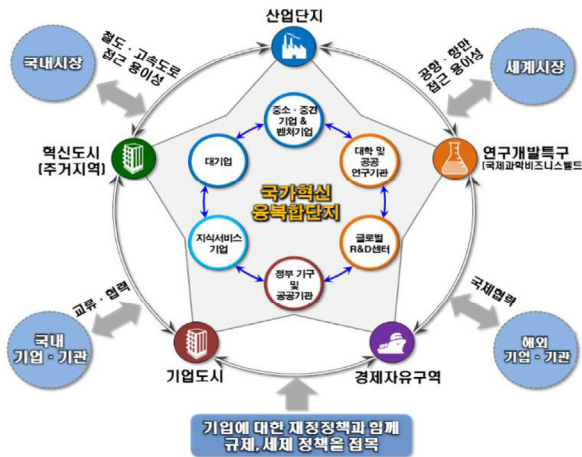 산업단지
국내시장
철도 · 고속도로
접근 용이성
공항 · 항만
접근 용이성
세계시장
혁신도시
(주거지역)
중소 · 중견
기업 &
벤처기업
대기업
대학 및
공공
연구기관
연구개발특구
(국제과학비즈니스벨트)
국가혁신
융복합단지
지식서비스
기업
글로벌
R&D센터
정부 기구
및
공공기관
교류 · 협력
국제협력
국내
기업 · 기관
해외
기업 · 기관
기업도시
경제자유구역
기업에 대한 재정정책과 함께
규제, 세제 정책을 접목